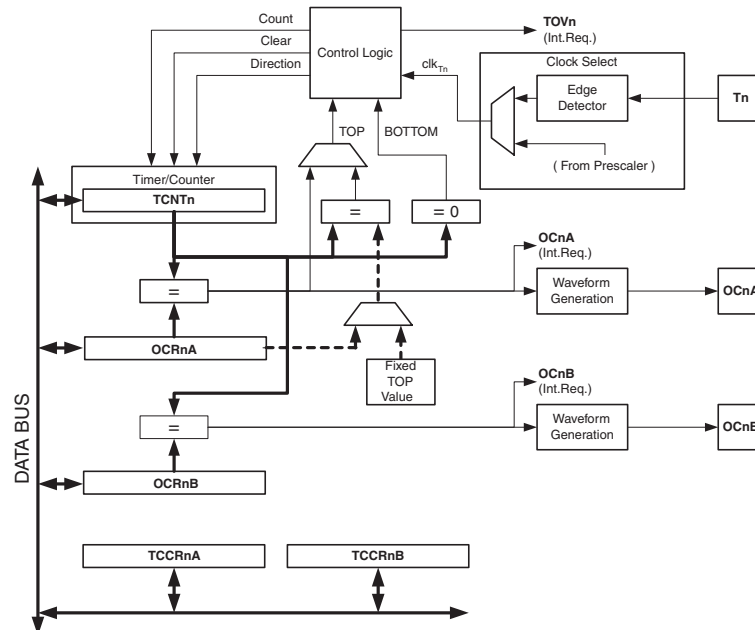 Count
Clear
Direction
Control Logic
TOVn
(Int.Req.)
clkTn
Clock Select
Edge
Detector
Tn
( From Prescaler )
TOP
BOTTOM
Timer/Counter
TCNTn
=
= 0
=
OCnA
(Int.Req.)
Waveform
Generation
OCnA
OCRnA
Fixed
TOP
Value
OCnB
(Int.Req.)
=
Waveform
Generation
OCnB
OCRnB
DATA BUS
TCCRnA
TCCRnB